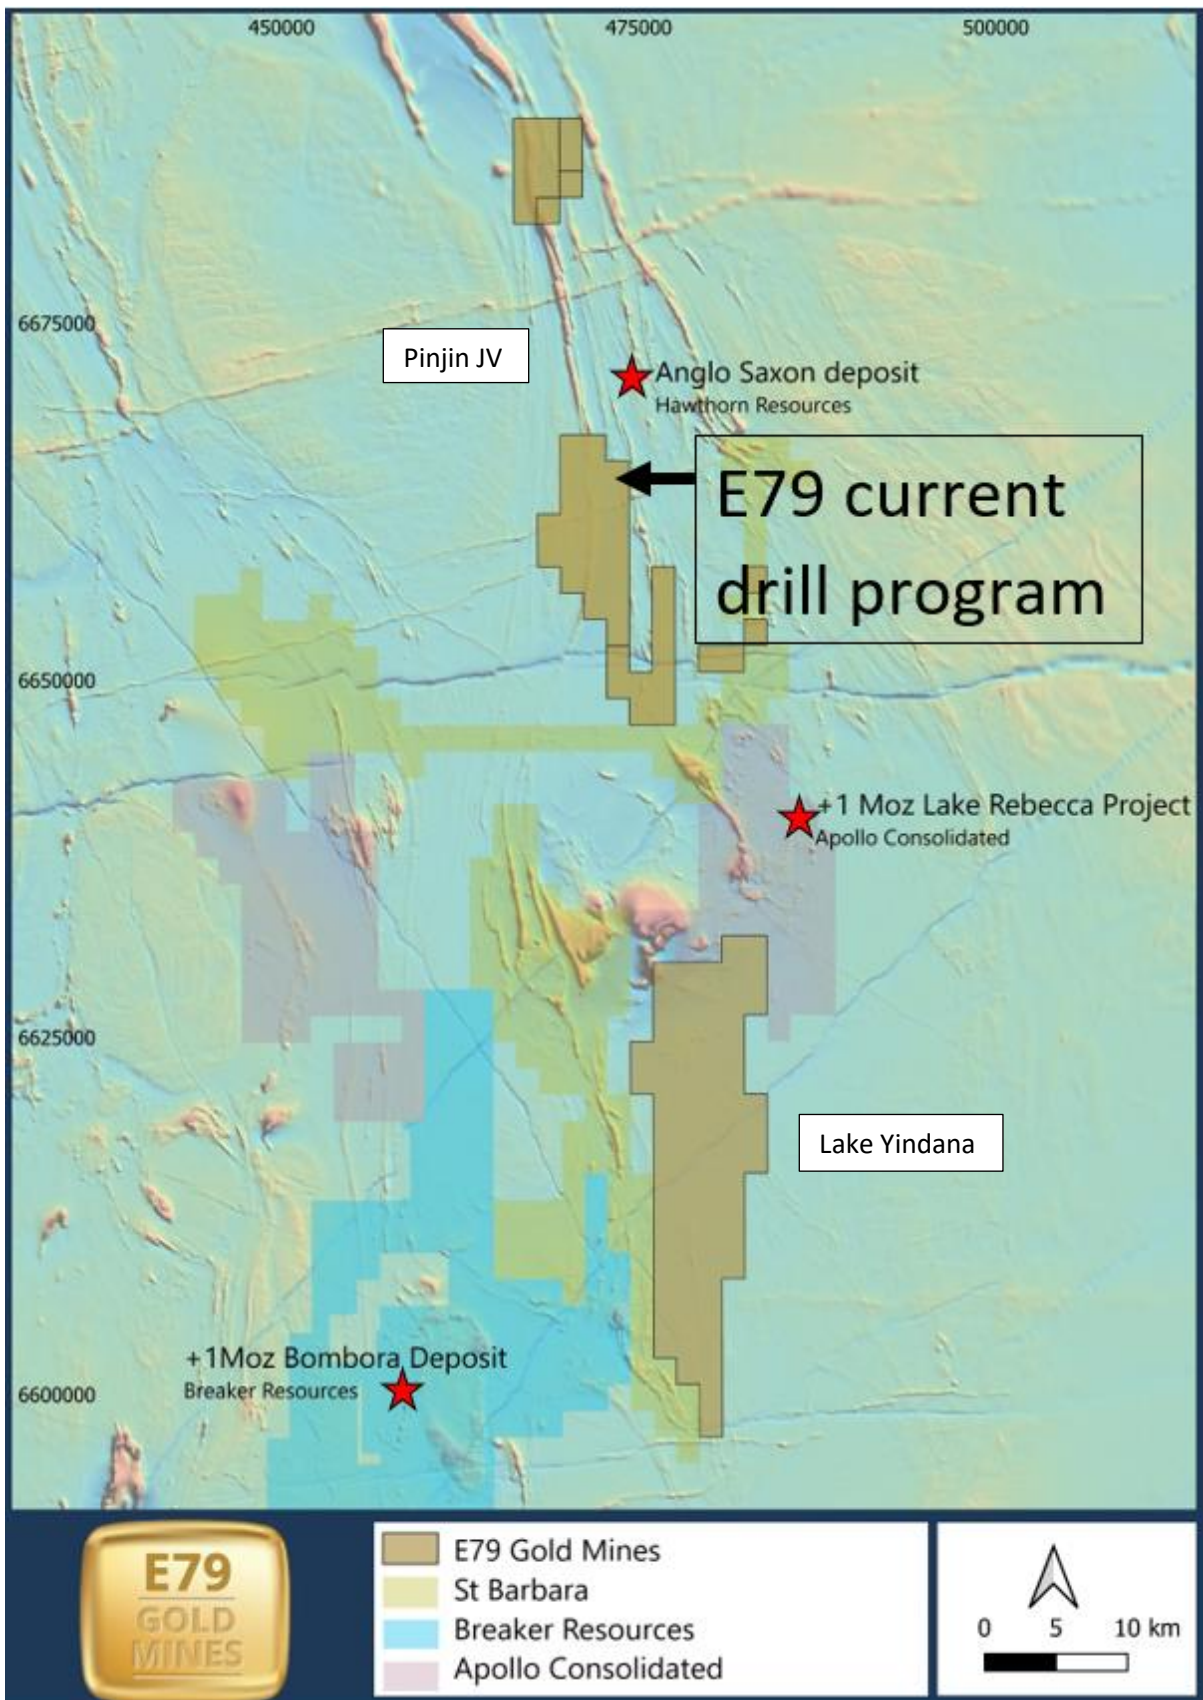 450000 475000 500000
6675000
Pinjin JV
Anglo Saxon deposit
Hawthorn Resources
E79 current
drill program
6650000
+1 Moz Lake Rebecca Project
Apollo Consolidated
6625000
Lake Yindana
+1Moz Bombora Deposit
Breaker Resources
6600000
E79
GOLD
MINES
E79 Gold Mines
St Barbara
Breaker Resources
Apollo Consolidated
0 5 10 km